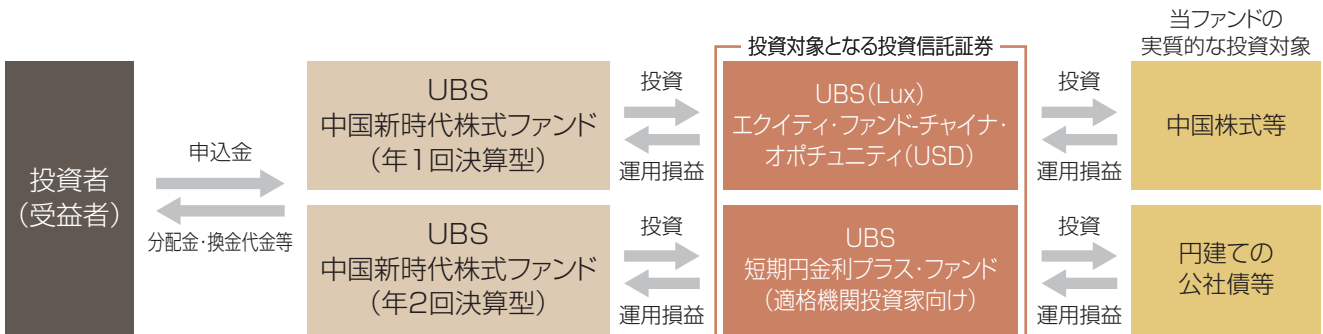 投資者
(受益者)
申込金
分配金・換金代金等
UBS
中国新時代株式ファンド
(年1回決算型)
UBS
中国新時代株式ファンド
(年2回決算型)
投資
運用損益
投資
運用損益
投資対象となる投資信託証券
UBS(Lux)
エクイティ・ファンド-チャイナ・
オポチュニティ(USD)
UBS
短期円金利プラス・ファンド
(適格機関投資家向け)
投資
運用損益
投資
運用損益
当ファンドの
実質的な投資対象
中国株式等
円建ての
公社債等